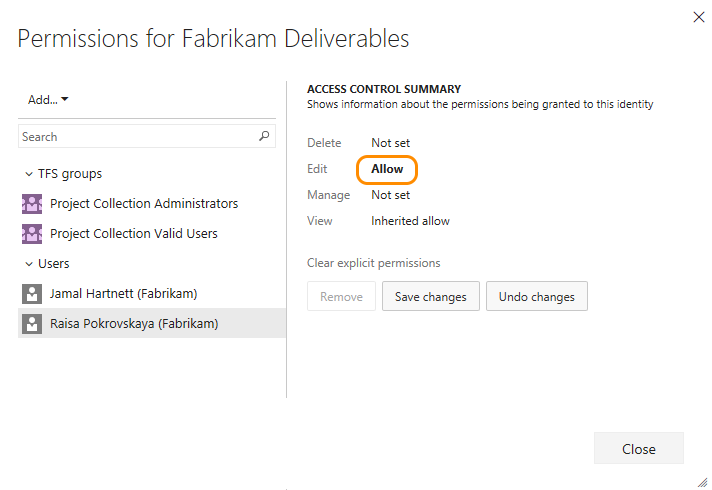 Permissions for Fabrikam Deliverables
Add...
Search
TFS groups
Project Collection Administrators
Project Collection Valid Users
Users
Jamal Hartnett (Fabrikam)
Raisa Pokrovskaya (Fabrikam)
ACCESS CONTROL SUMMARY
Shows information about the permissions being granted to this identity
Delete Not set
Edit Allow
Manage Not set
View Inherited allow
Clear explicit permissions
Remove Save changes Undo changes
Close